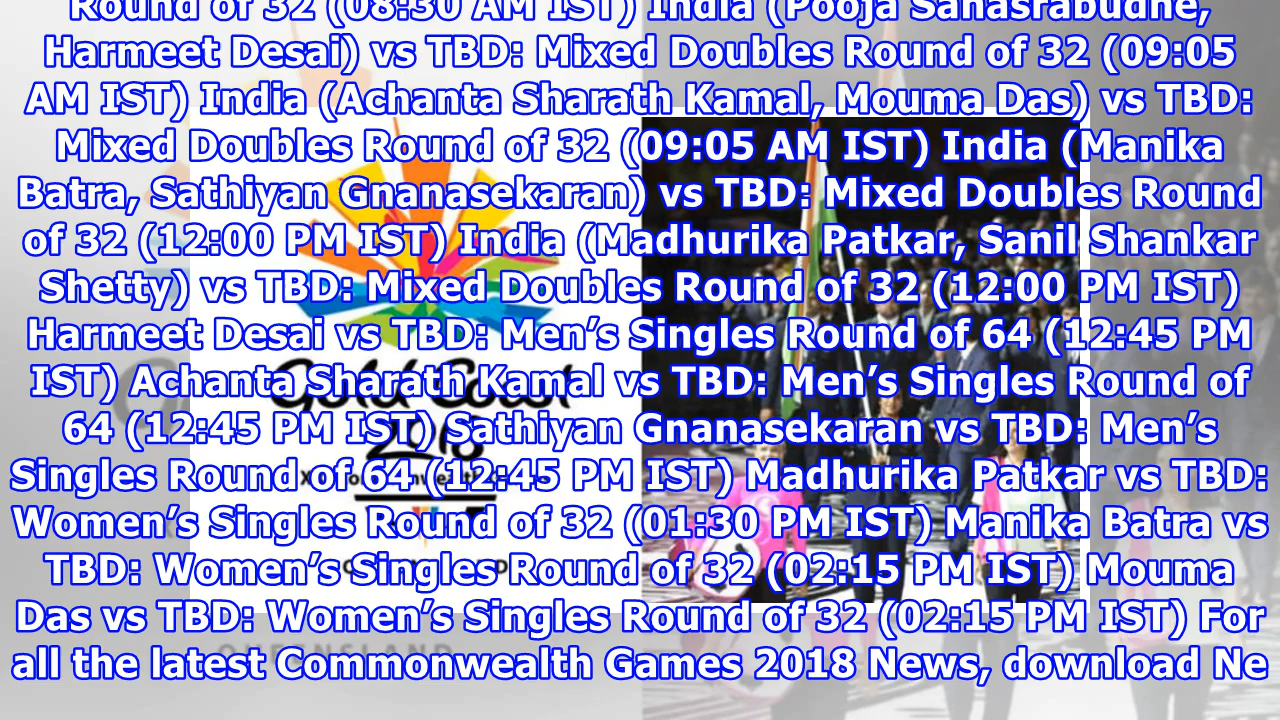 Round of 32 (08:30 AM IST) India (Pooja Sahasrabudhe,
Harmeet Desai) vs TBD: Mixed Doubles Round of 32 (09:05
AM IST) India (Achanta Sharath Kamal, Mouma Das) vs TBD:
Mixed Doubles Round of 32 (09:05 AM IST) India (Manika
Batra, Sathiyan Gnanasekaran) vs TBD: Mixed Doubles Round
of 32 (12:00 PM IST) India (Madhurika Patkar, Sanil Shankar
Shetty) vs TBD: Mixed Doubles Round of 32 (12:00 PM IST)
Harmeet Desai vs TBD: Men’s Singles Round of 64 (12:45 PM
IST) Achanta Sharath Kamal vs TBD: Men’s Singles Round of
64 (12:45 PM IST) Sathiyan Gnanasekaran vs TBD: Men’s
Singles Round of 64 (12:45 PM IST) Madhurika Patkar vs TBD:
Women’s Singles Round of 32 (01:30 PM IST) Manika Batra vs
TBD: Women’s Singles Round of 32 (02:15 PM IST) Mouma
Das vs TBD: Women’s Singles Round of 32 (02:15 PM IST) For
all the latest Commonwealth Games 2018 News, download Ne
Gold Coast
2018
QUEENSLAND